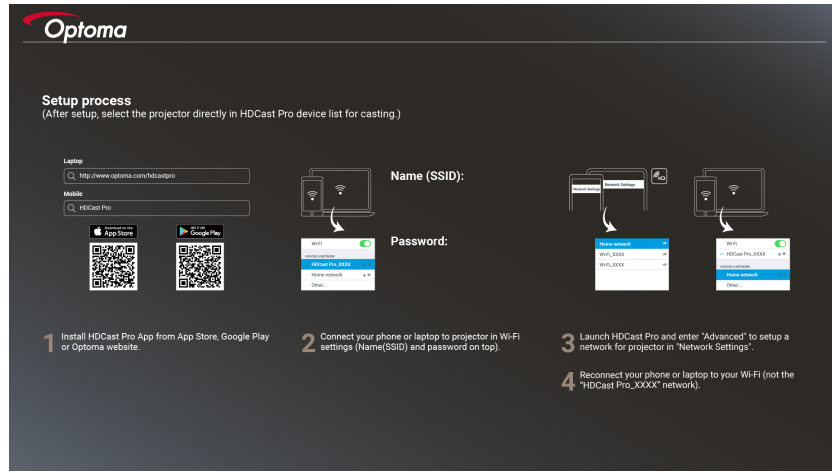 Optoma
Setup process
(After setup, select the projector directly in HDCast Pro device list for casting.)
Laptop
http://www.optoma.com/hdcastpro
Mobile
HDCast Pro
Download on the
App Store
GET IT ON
Google Play
1 Install HDCast Pro App from App Store, Google Play
or Optoma website.
Name (SSID):
Password:
Wi-Fi
CHOOSE A NETWORK
HDCast Pro_XXXX
Home network
Other...
2 Connect your phone or laptop to projector in Wi-Fi
settings (Name(SSID) and password on top).
Network Settings
Network Settings
Home network
Wi-Fi_XXXX
Wi-Fi_XXXX
Wi-Fi
HDCast Pro_XXXX
CHOOSE A NETWORK
Home network
Other...
3 Launch HDCast Pro and enter "Advanced" to setup a
network for projector in "Network Settings".
4 Reconnect your phone or laptop to your Wi-Fi (not the
"HDCast Pro_XXXX" network).